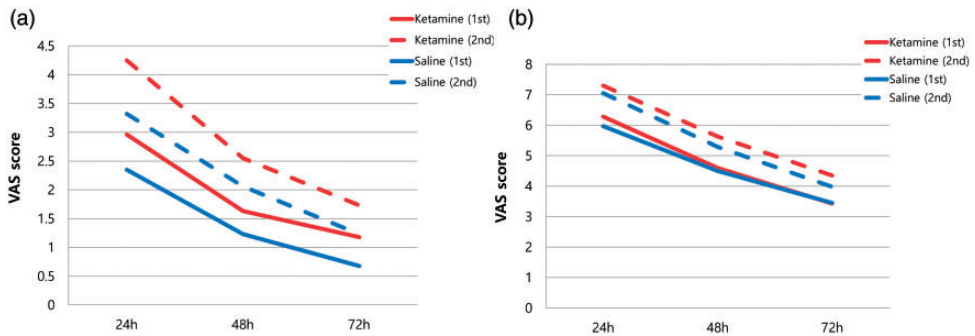 (a)
Ketamine (1st)
Ketamine (2nd)
Saline (1st)
Saline (2nd)
VAS score
4.5
4
3.5
3
2.5
2
1.5
1
0.5
0
24h 48h 72h
(b)
Ketamine (1st)
Ketamine (2nd)
Saline (1st)
Saline (2nd)
VAS score
8
7
6
5
4
3
2
1
0
24h 48h 72h